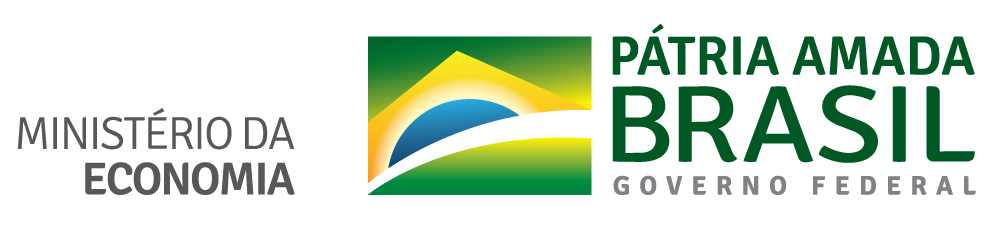 MINISTÉRIO DA
ECONOMIA
PÁTRIA AMADA
BRASIL
GOVERNO FEDERAL